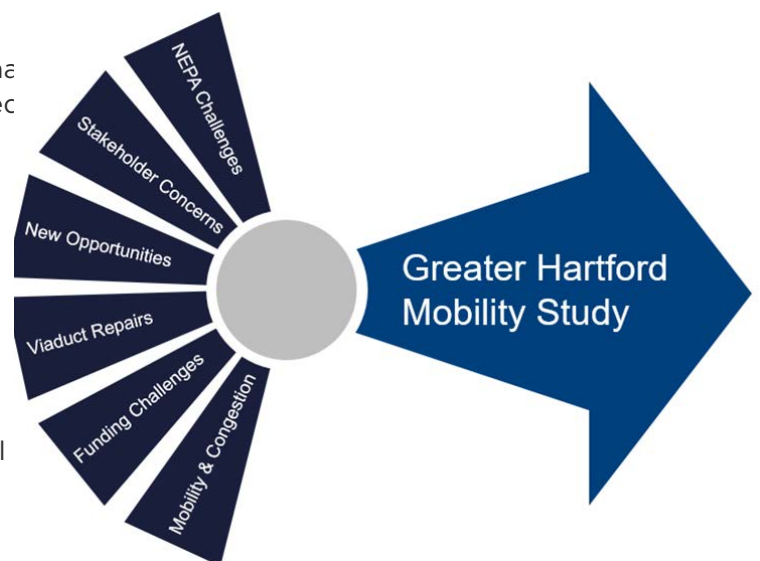 NEPA Challenges
Stakeholder Concerns
New Opportunities
Viaduct Repairs
Funding Challenges
Mobility & Congestion
Greater Hartford
Mobility Study